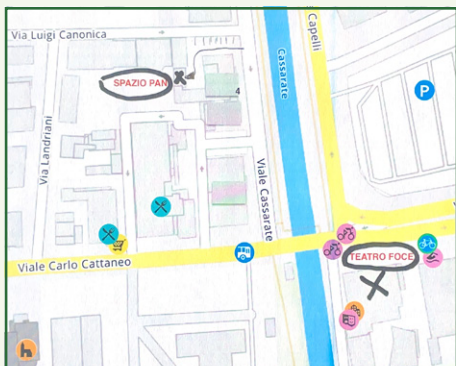 Via Luigi Canonica
Capelli
SPAZIO PAN
Cassarate
4
P
Via Landriani
Viale Cassarate
Viale Carlo Cattaneo
TEATRO FOCE